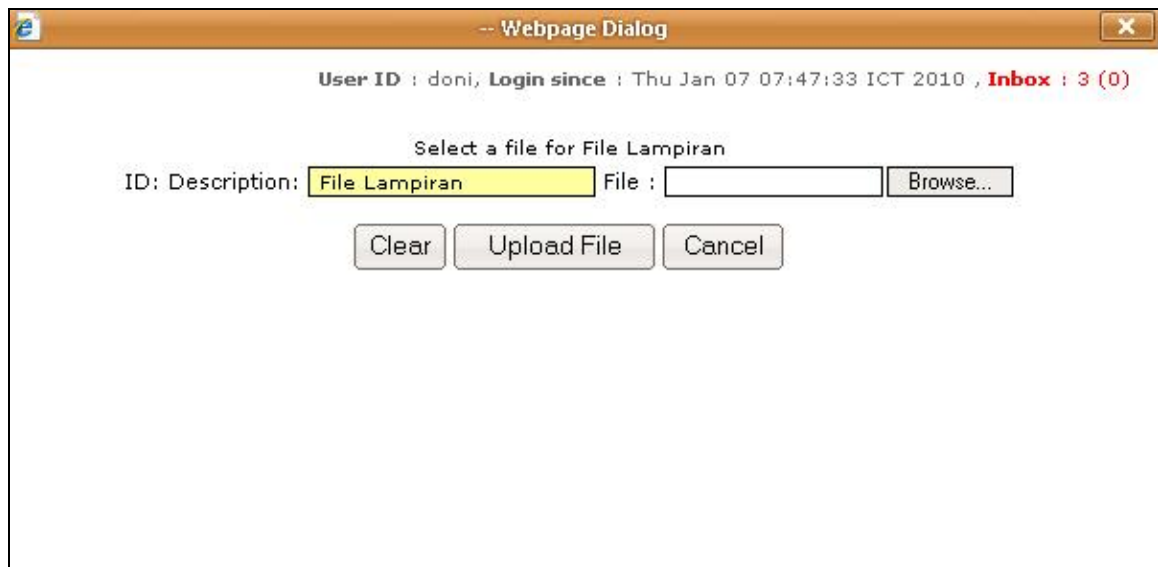 -- Webpage Dialog
User ID : doni, Login since : Thu Jan 07 07:47:33 ICT 2010 , Inbox : 3 (0)
Select a file for File Lampiran
ID: Description: File Lampiran File : Browse...
Clear Upload File Cancel